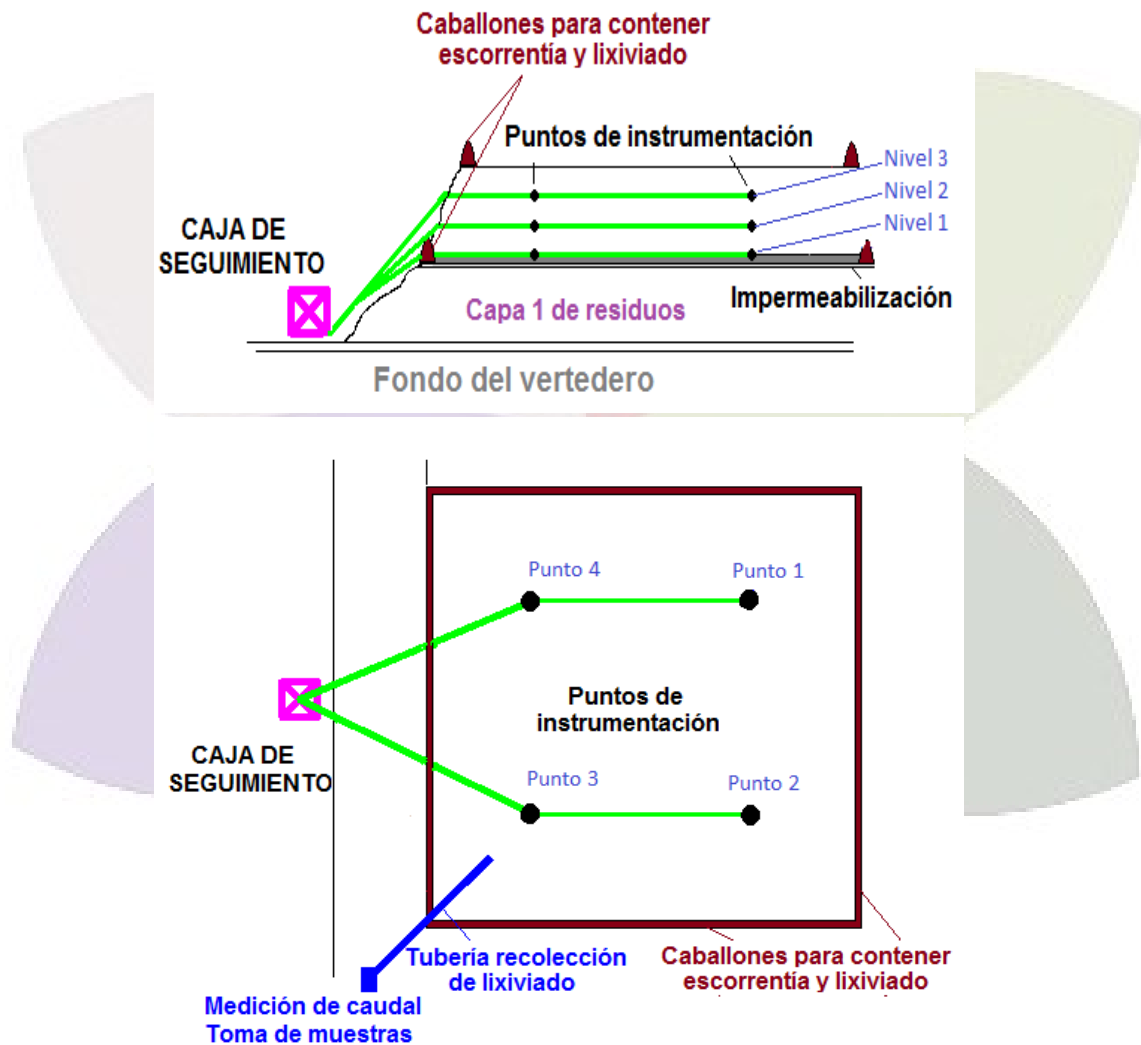 Caballones para contener
escorrentía y lixiviado
Puntos de instrumentación
Nivel 3
Nivel 2
Nivel 1
CAJA DE
SEGUIMIENTO
Impermeabilización
Capa 1 de residuos
Fondo del vertedero
Punto 4
Punto 1
Puntos de
instrumentación
CAJA DE
SEGUIMIENTO
Punto 3
Punto 2
Tubería recolección
de lixiviado
Caballones para contener
escorrentía y lixiviado
Medición de caudal
Toma de muestras